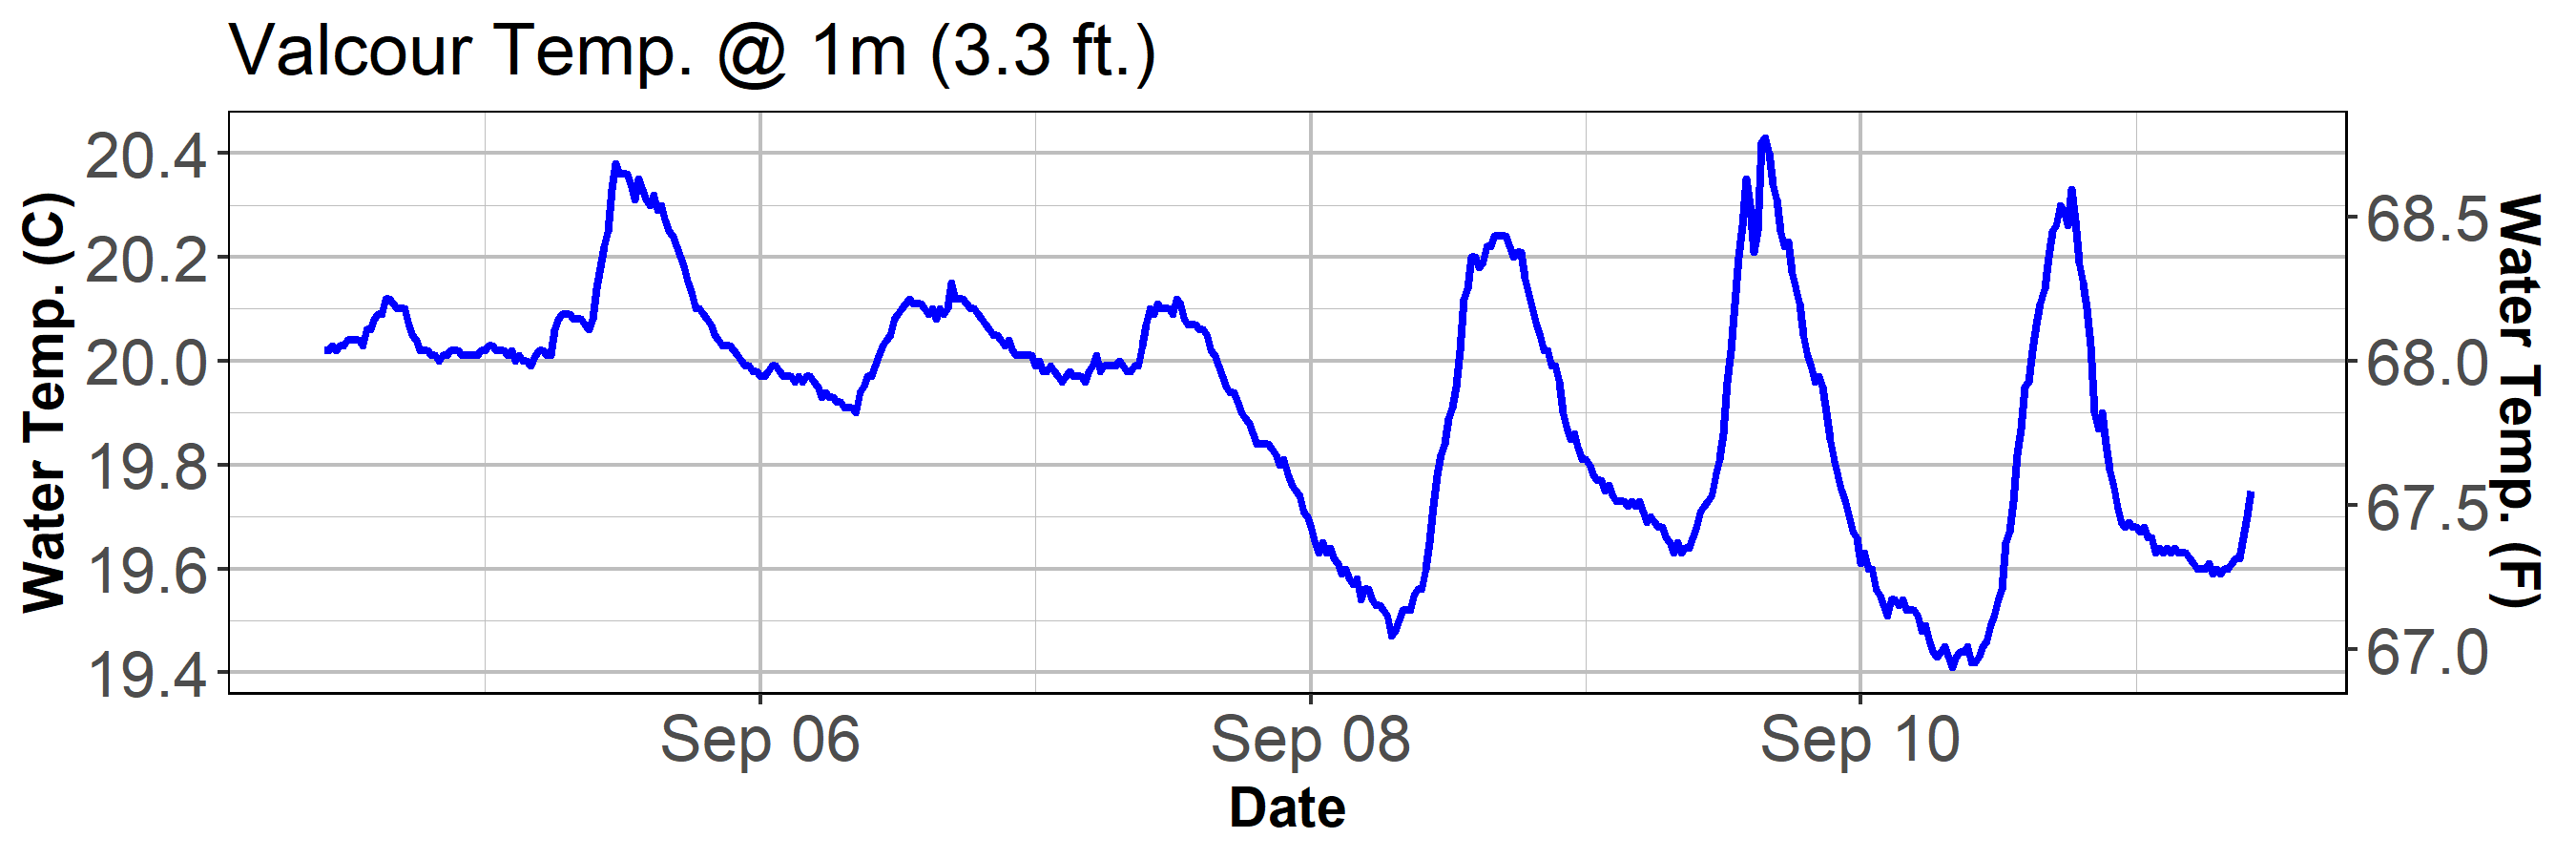 Valcour Temp. @ 1m (3.3 ft.)
Water Temp. (C)
20.4
20.2
20.0
19.8
19.6
19.4
68.5
68.0
67.5
67.0
Water Temp. (F)
Sep 06 Sep 08 Sep 10
Date